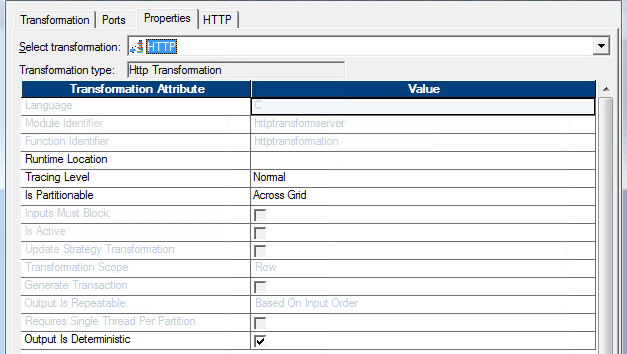 Transformation Ports Properties HTTP
Select transformation: HTTP
Transformation type: Http Transformation
Transformation Attribute Value
Language C
Module Identifier httptransformserver
Function Identifier httptransformation
Runtime Location
Tracing Level Normal
Is Partitionable Across Grid
Inputs Must Block
Is Active
Update Strategy Transformation
Transformation Scope Row
Generate Transaction
Output Is Repeatable Based On Input Order
Requires Single Thread Per Partition
Output Is Deterministic